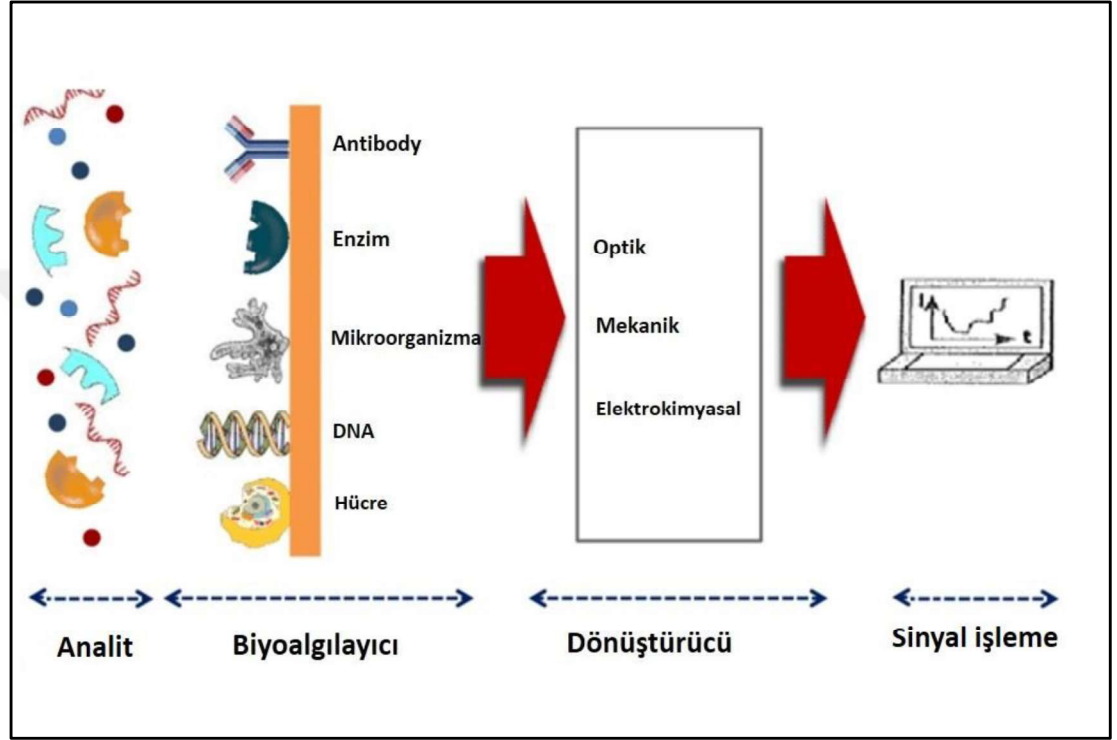 Antibody
Enzim
Mikroorganizma
DNA
Hücre
Optik
Mekanik
Elektrokimyasal
I
t
Analit
Biyoalgılayıcı
Dönüştürücü
Sinyal işleme